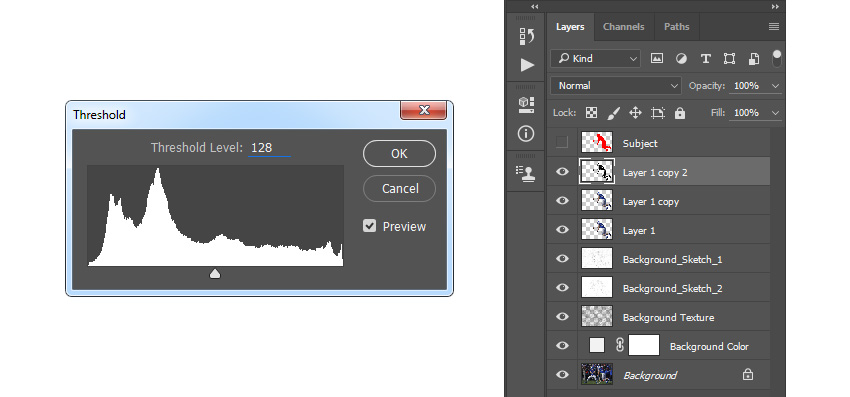 Threshold
Threshold Level: 128
OK
Cancel
Preview
Layers Channels Paths
Kind
Normal Opacity: 100%
Lock: Fill: 100%
Subject
Layer 1 copy 2
Layer 1 copy
Layer 1
Background_Sketch_1
Background_Sketch_2
Background Texture
Background Color
Background